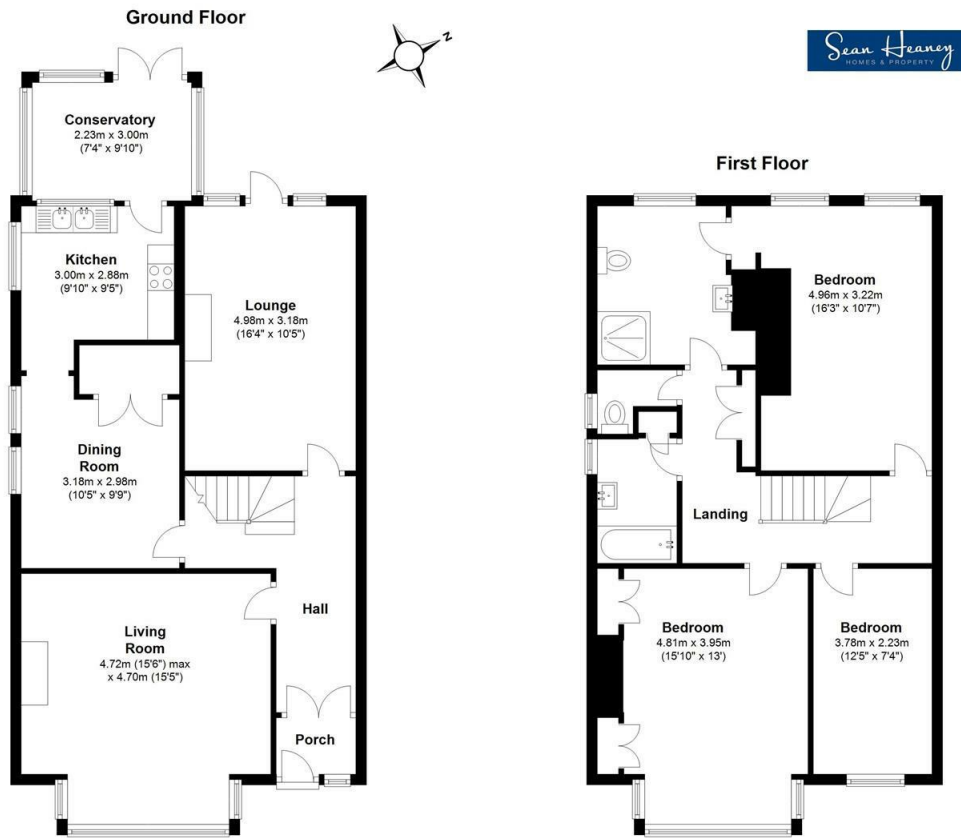 Ground Floor
N
Sean Heaney
HOMES & PROPERTY
Conservatory
2.23m x 3.00m
(7'4" x 9'10")
First Floor
Kitchen
3.00m x 2.88m
(9'10" x 9'5")
Lounge
4.98m x 3.18m
(16'4" x 10'5")
Bedroom
4.96m x 3.22m
(16'3" x 10'7")
Dining
Room
3.18m x 2.98m
(10'5" x 9'9")
Landing
Hall
Living
Room
4.72m (15'6") max
x 4.70m (15'5")
Bedroom
4.81m x 3.95m
(15'10" x 13')
Bedroom
3.78m x 2.23m
(12'5" x 7'4")
Porch